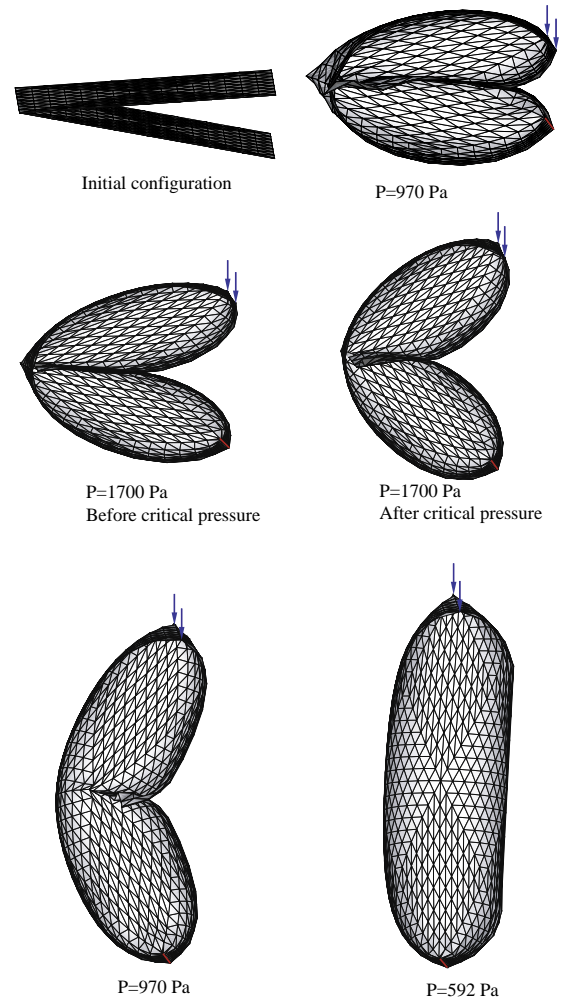 Initial configuration
P=970 Pa
P=1700 Pa
Before critical pressure
P=1700 Pa
After critical pressure
P=970 Pa
P=592 Pa